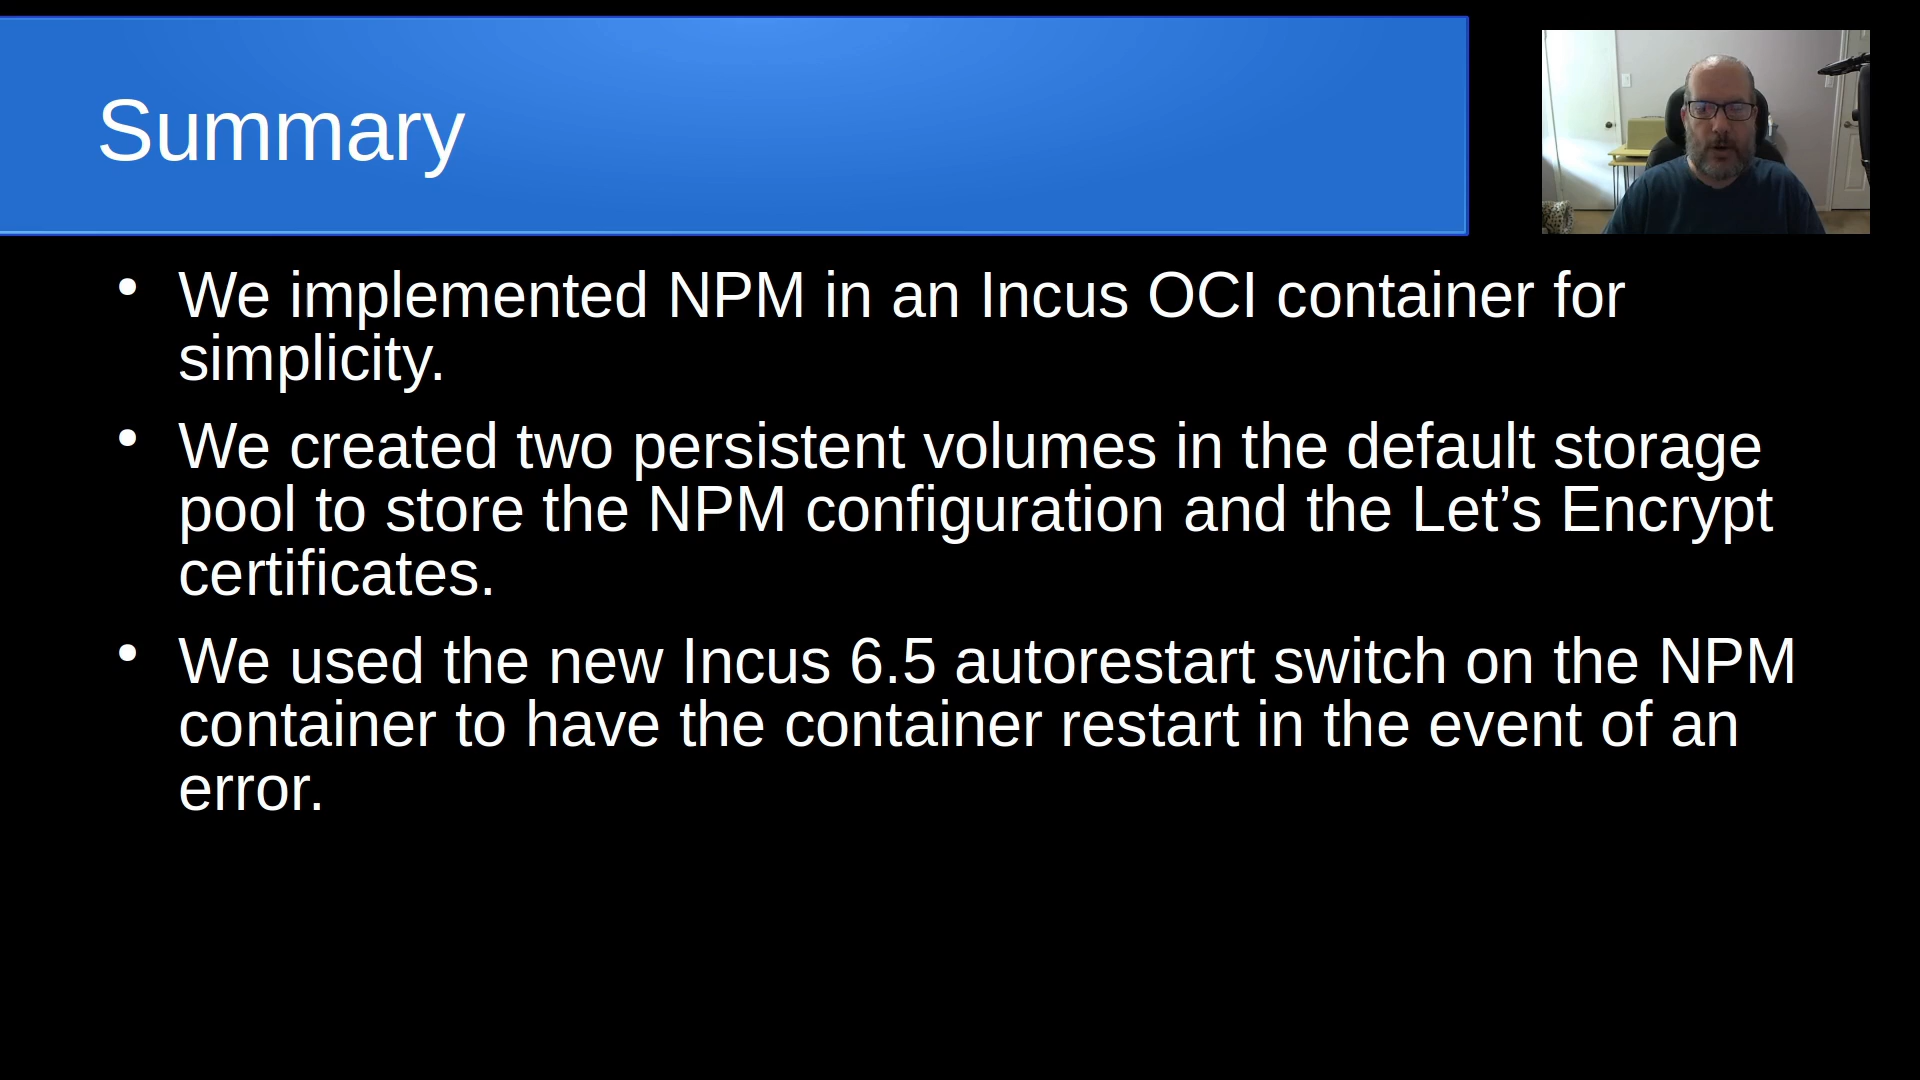 Summary
• We implemented NPM in an Incus OCI container for
simplicity.
• We created two persistent volumes in the default storage
pool to store the NPM configuration and the Let’s Encrypt
certificates.
• We used the new Incus 6.5 autorestart switch on the NPM
container to have the container restart in the event of an
error.